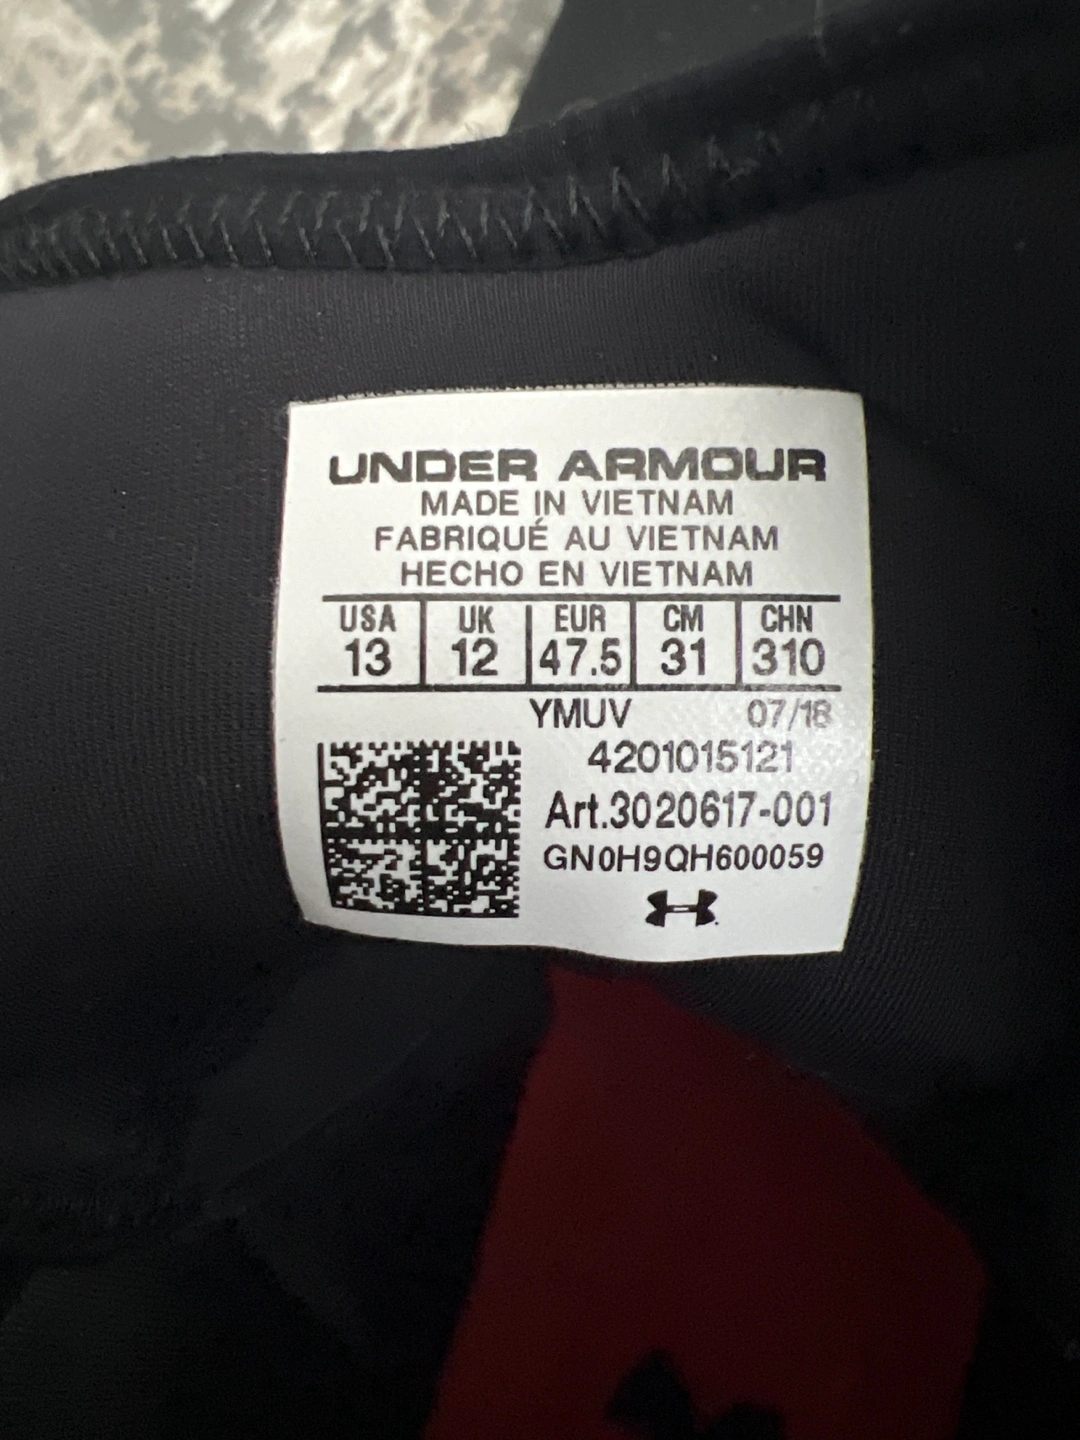 UNDER ARMOUR
MADE IN VIETNAM
FABRIQUÉ AU VIETNAM
HECHO EN VIETNAM
USA UK EUR CM CHN
13 12 47.5 31 310
YMUV 07/18
4201015121
Art.3020617-001
GN0H9QH600059